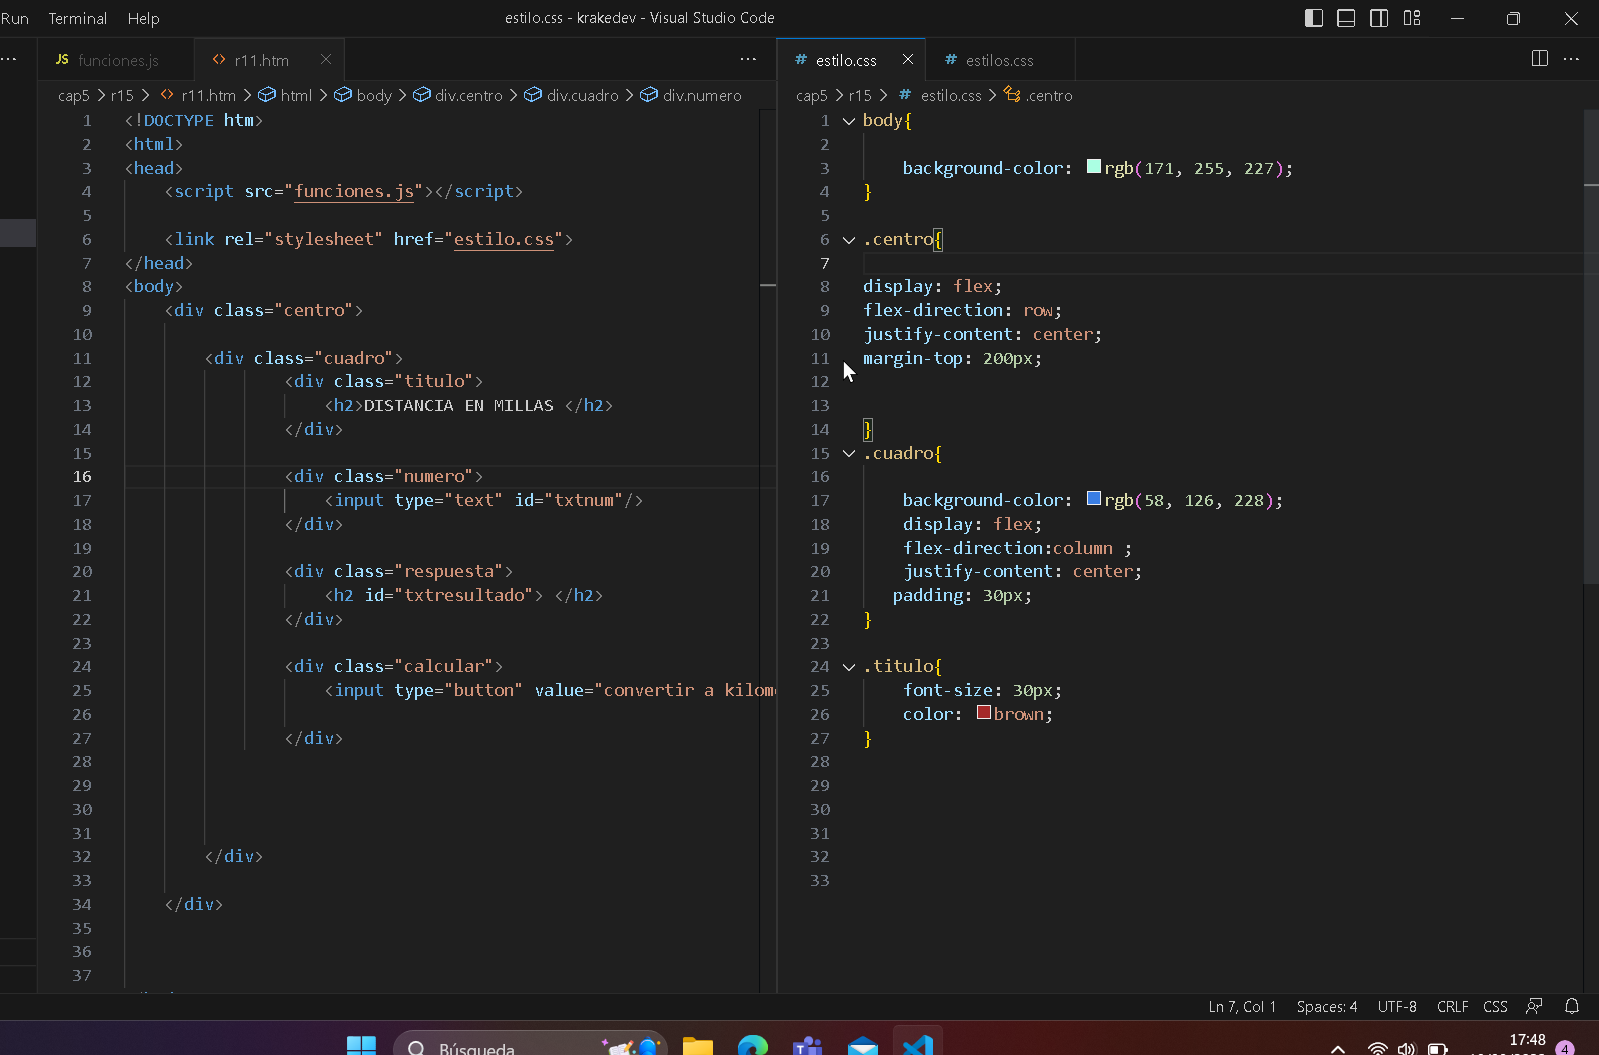 Run Terminal Help estilo.css - krakedev - Visual Studio Code
JS funciones.js <> r11.htm
# estilo.css # estilos.css
cap5 > r15 > <> r11.htm > html > body > div.centro > div.cuadro > div.numero
1 <!DOCTYPE htm>
2 <html>
3 <head>
4 <script src="funciones.js"></script>
5
6 <link rel="stylesheet" href="estilo.css">
7 </head>
8 <body>
9 <div class="centro">
10
11 <div class="cuadro">
12 <div class="titulo">
13 <h2>DISTANCIA EN MILLAS </h2>
14 </div>
15
16 <div class="numero">
17 <input type="text" id="txtnum"/>
18 </div>
19
20 <div class="respuesta">
21 <h2 id="txtresultado"> </h2>
22 </div>
23
24 <div class="calcular">
25 <input type="button" value="convertir a kilom
26
27 </div>
28
29
30
31
32 </div>
33
34 </div>
35
36
37
cap5 > r15 > # estilo.css > .centro
1 body{
2
3 background-color: rgb(171, 255, 227);
4 }
5
6 .centro{
7
8 display: flex;
9 flex-direction: row;
10 justify-content: center;
11 margin-top: 200px;
12
13
14 }
15 .cuadro{
16
17 background-color: rgb(58, 126, 228);
18 display: flex;
19 flex-direction:column ;
20 justify-content: center;
21 padding: 30px;
22 }
23
24 .titulo{
25 font-size: 30px;
26 color: brown;
27 }
28
29
30
31
32
33
Ln 7, Col 1 Spaces: 4 UTF-8 CRLF CSS
Búsqueda
17:48
4